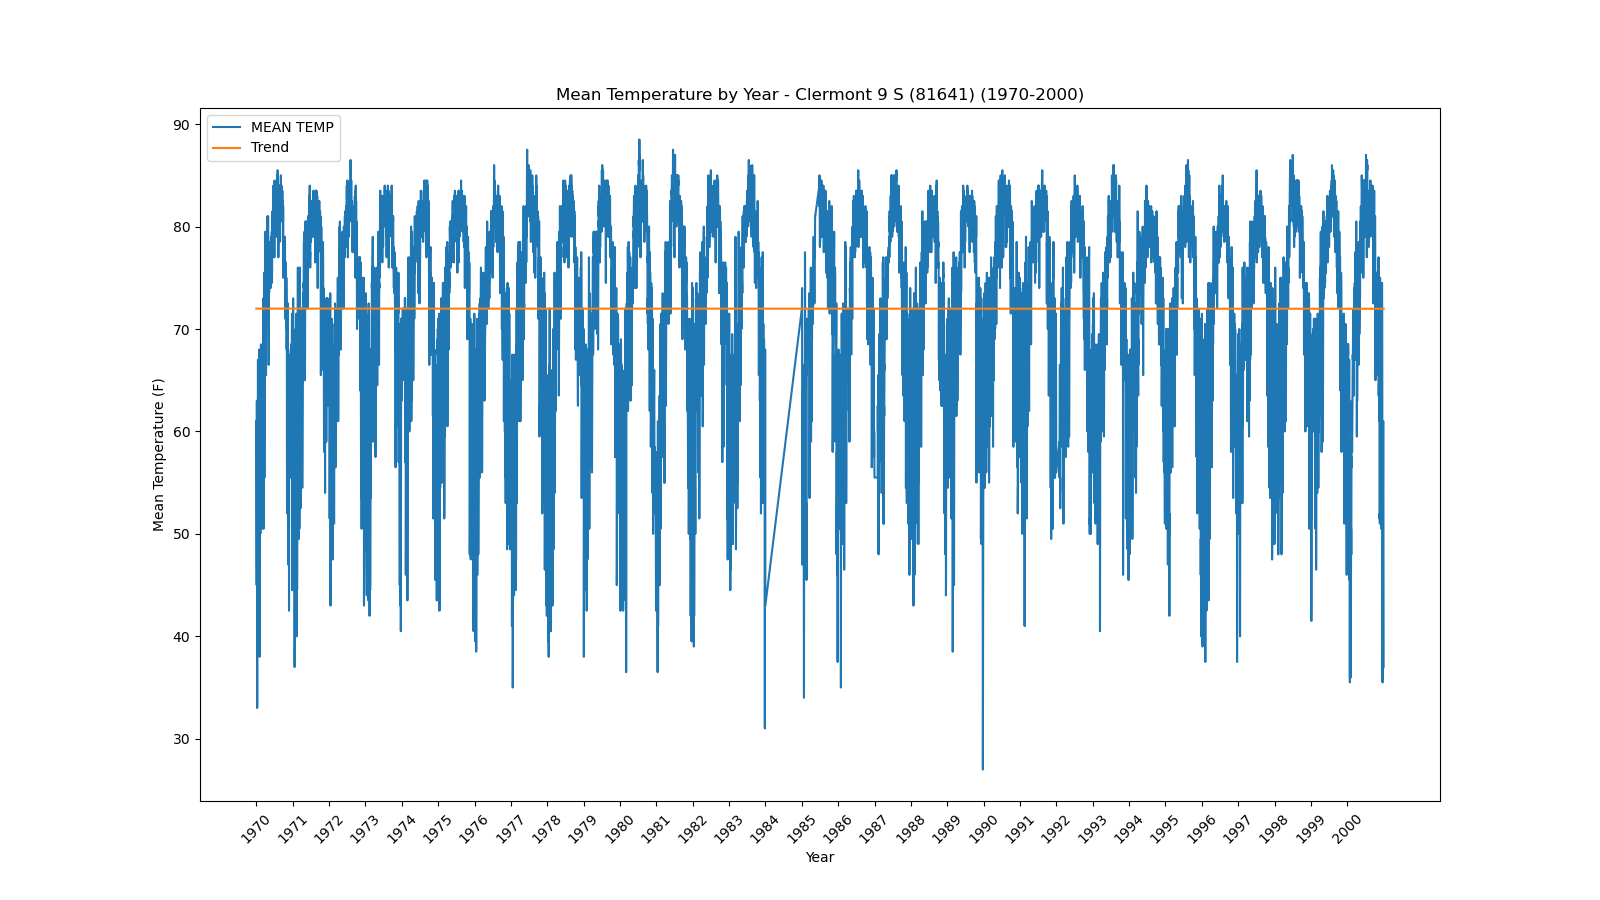 Mean Temperature by Year - Clermont 9 S (81641) (1970-2000)
MEAN TEMP
Trend
90
80
70
60
50
40
30
Mean Temperature (F)
1970 1971 1972 1973 1974 1975 1976 1977 1978 1979 1980 1981 1982 1983 1984 1985 1986 1987 1988 1989 1990 1991 1992 1993 1994 1995 1996 1997 1998 1999 2000
Year